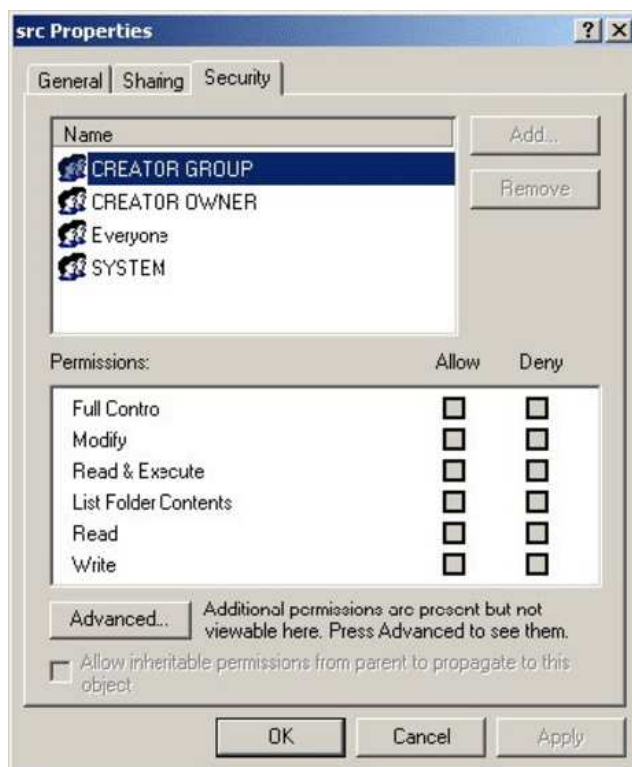 src Properties
General Sharing Security
Name
Add...
CREATOR GROUP
Remove
CREATOR OWNER
Everyone
SYSTEM
Permissions: Allow Deny
Full Contro
Modify
Read & Execute
List Folder Contents
Read
Write
Advanced... Additional permissions are present but not
viewable here. Press Advanced to see them.
Allow inheritable permissions from parent to propagate to this
object
OK Cancel Apply